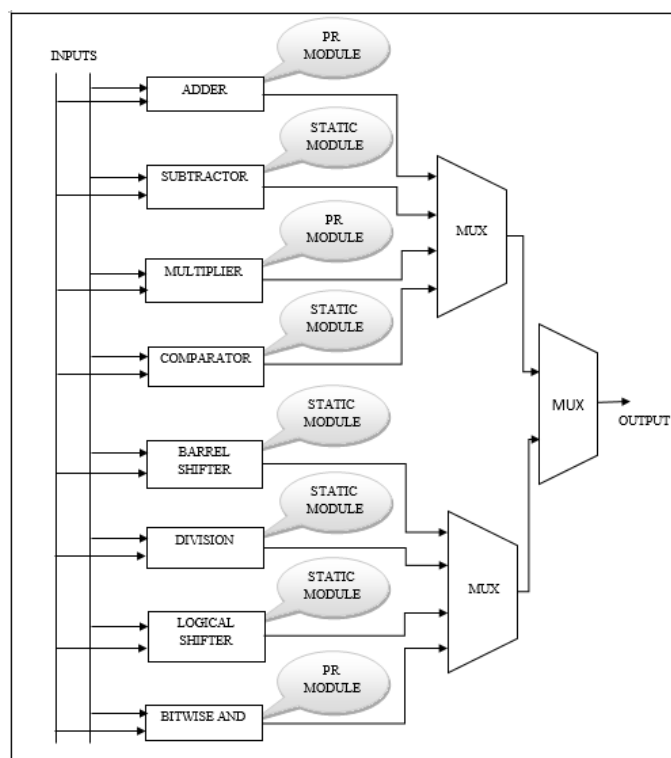 PR
MODULE
INPUTS
ADDER
STATIC
MODULE
SUBTRACTOR
PR
MODULE
MUX
MULTIPLIER
STATIC
MODULE
COMPARATOR
STATIC
MODULE
MUX
OUTPUT
BARREL
SHIFTER
STATIC
MODULE
DIVISION
STATIC
MODULE
MUX
LOGICAL
SHIFTER
PR
MODULE
BITWISE AND